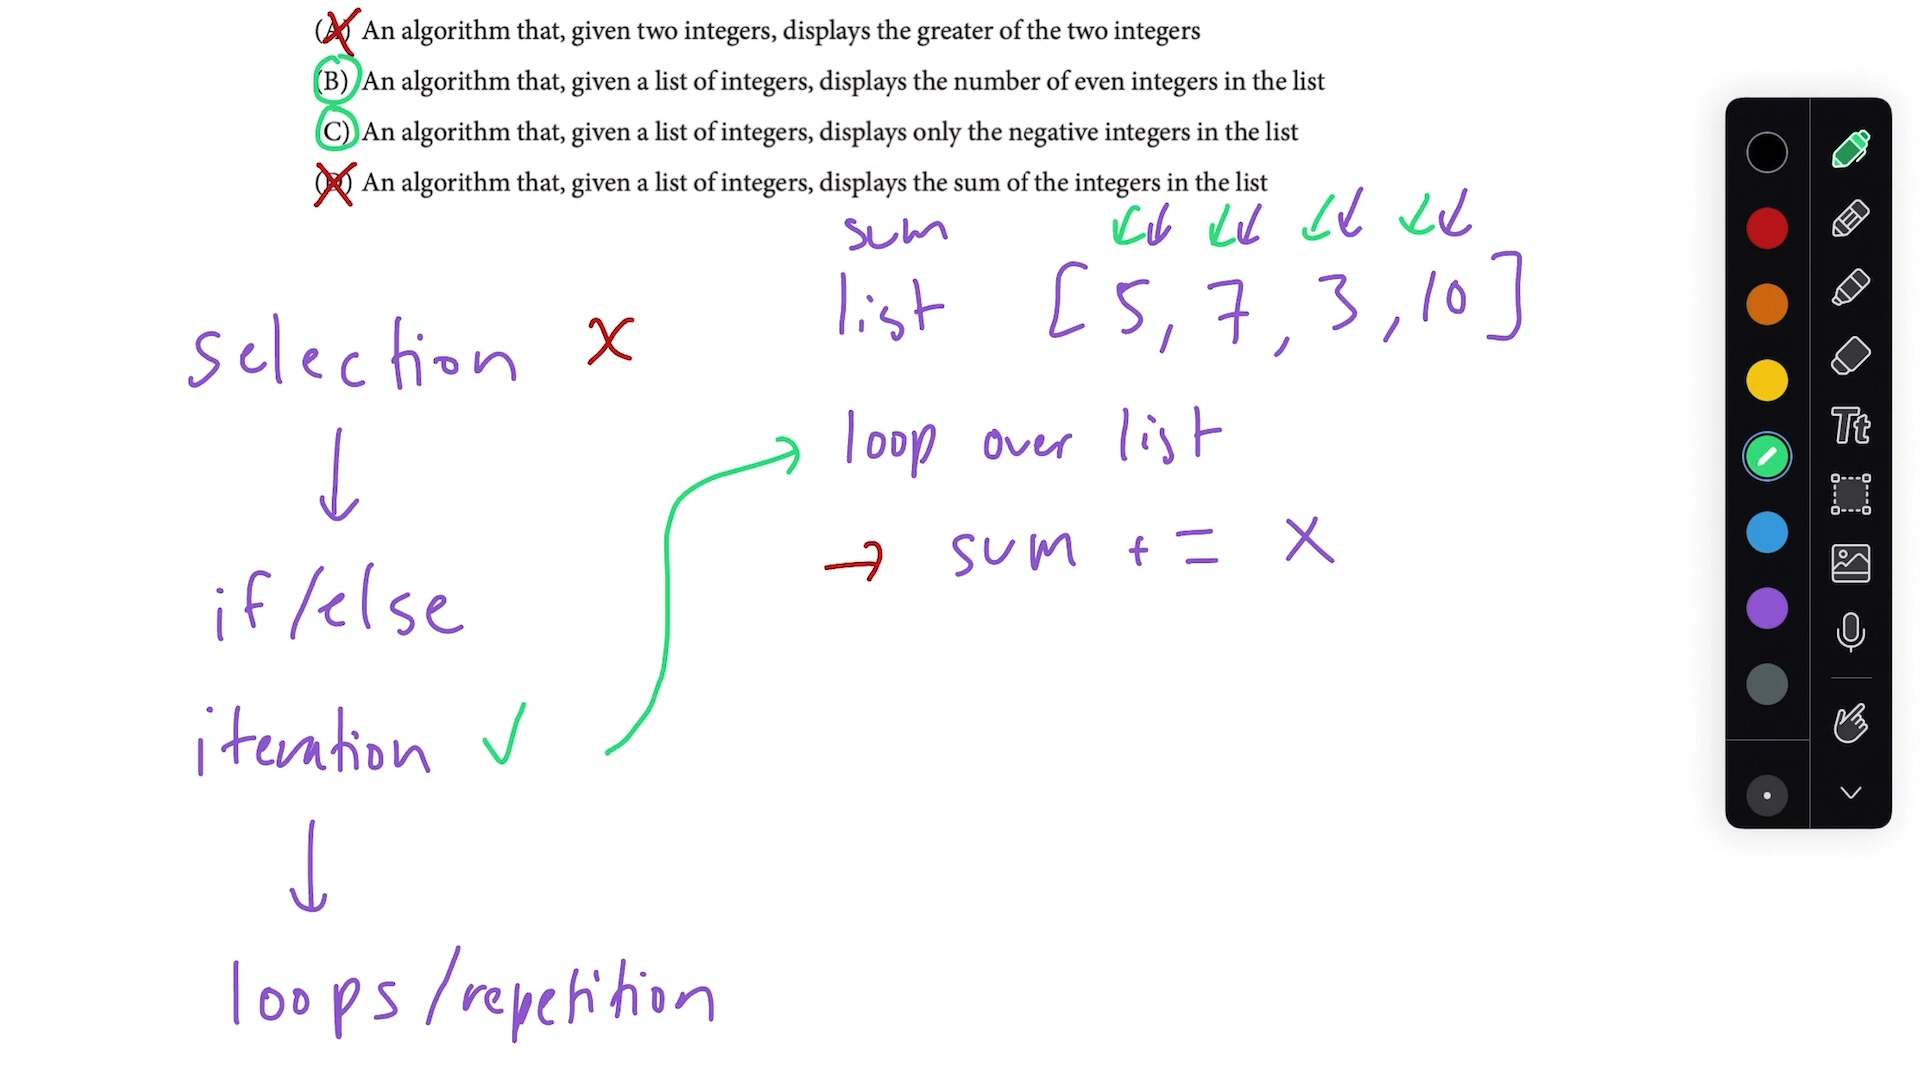 (A) An algorithm that, given two integers, displays the greater of the two integers
(B) An algorithm that, given a list of integers, displays the number of even integers in the list
(C) An algorithm that, given a list of integers, displays only the negative integers in the list
(D) An algorithm that, given a list of integers, displays the sum of the integers in the list
sum
list [5, 7, 3, 10]
selection X
loop over list
sum += x
if/else
iteration ✓
loops/repetition
Tt